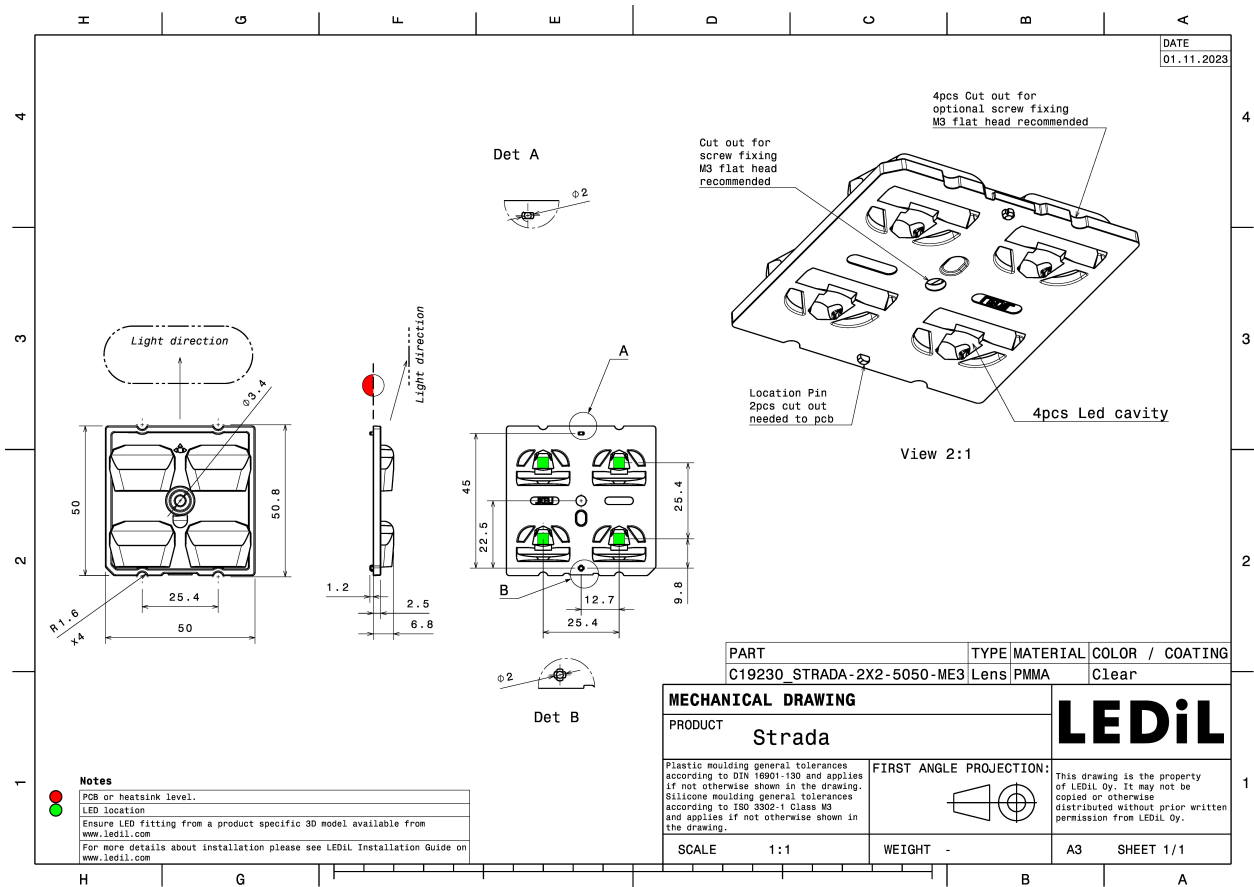 H G F E D C B A
DATE
01.11.2023
4 4
4pcs Cut out for
optional screw fixing
M3 flat head recommended
Cut out for
screw fixing
M3 flat head
recommended
Det A
Φ2
3 3
Light direction
Light direction
Φ3.4
A
Location Pin
2pcs cut out
needed to pcb
4pcs Led cavity
View 2:1
50
50.8
45
22.5
25.4
9.8
2 2
1.2
2.5
6.8
B
12.7
25.4
25.4
50
R1.6
x4
Φ2
Det B
PART TYPE MATERIAL COLOR / COATING
C19230_STRADA-2X2-5050-ME3 Lens PMMA Clear
MECHANICAL DRAWING
LEDiL
PRODUCT
Strada
Plastic moulding general tolerances
according to DIN 16901-130 and applies
if not otherwise shown in the drawing.
Silicone moulding general tolerances
according to ISO 3302-1 Class M3
and applies if not otherwise shown in
the drawing.
FIRST ANGLE PROJECTION:
This drawing is the property
of LEDiL Oy. It may not be
copied or otherwise
distributed without prior written
permission from LEDiL Oy.
1 1
Notes
PCB or heatsink level.
LED location
Ensure LED fitting from a product specific 3D model available from
www.ledil.com
For more details about installation please see LEDiL Installation Guide on
www.ledil.com
SCALE 1:1 WEIGHT - A3 SHEET 1/1
H G B A